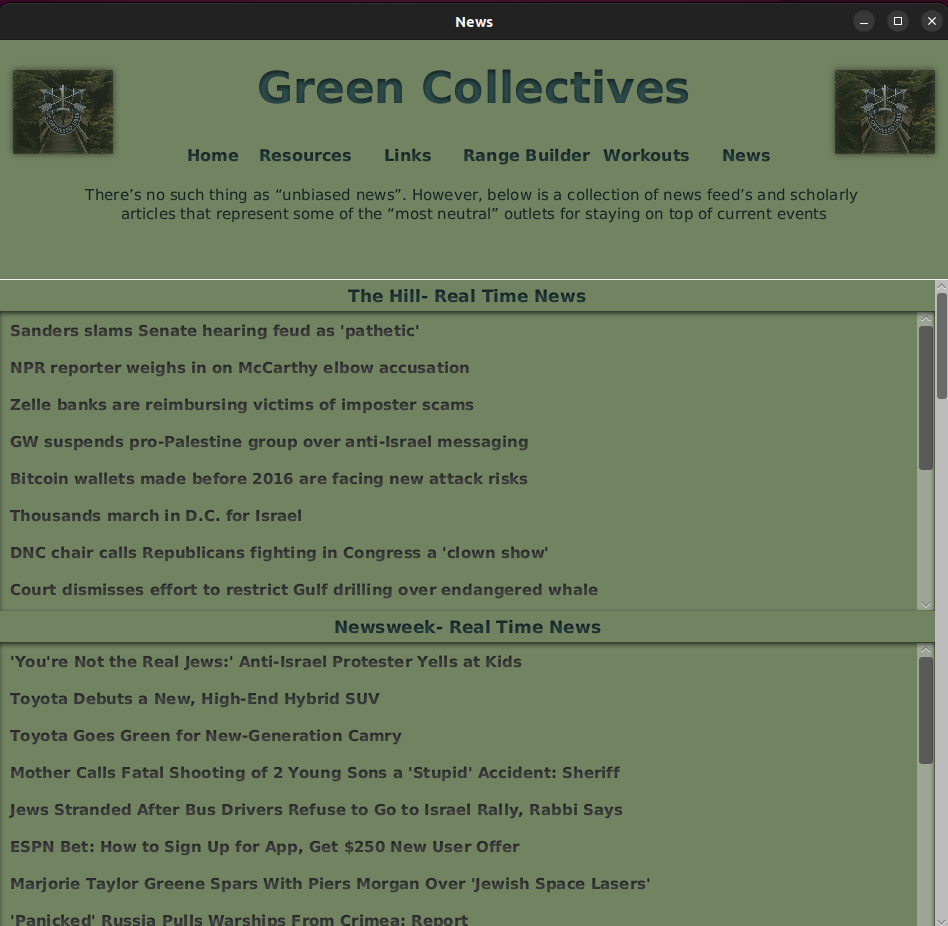 News
Green Collectives
Home Resources Links Range Builder Workouts News
There's no such thing as “unbiased news”. However, below is a collection of news feed's and scholarly
articles that represent some of the “most neutral” outlets for staying on top of current events
The Hill- Real Time News
Sanders slams Senate hearing feud as 'pathetic'
NPR reporter weighs in on McCarthy elbow accusation
Zelle banks are reimbursing victims of imposter scams
GW suspends pro-Palestine group over anti-Israel messaging
Bitcoin wallets made before 2016 are facing new attack risks
Thousands march in D.C. for Israel
DNC chair calls Republicans fighting in Congress a 'clown show'
Court dismisses effort to restrict Gulf drilling over endangered whale
Newsweek- Real Time News
'You're Not the Real Jews:' Anti-Israel Protester Yells at Kids
Toyota Debuts a New, High-End Hybrid SUV
Toyota Goes Green for New-Generation Camry
Mother Calls Fatal Shooting of 2 Young Sons a 'Stupid' Accident: Sheriff
Jews Stranded After Bus Drivers Refuse to Go to Israel Rally, Rabbi Says
ESPN Bet: How to Sign Up for App, Get $250 New User Offer
Marjorie Taylor Greene Spars With Piers Morgan Over 'Jewish Space Lasers'
'Panicked' Russia Pulls Warships From Crimea: Report